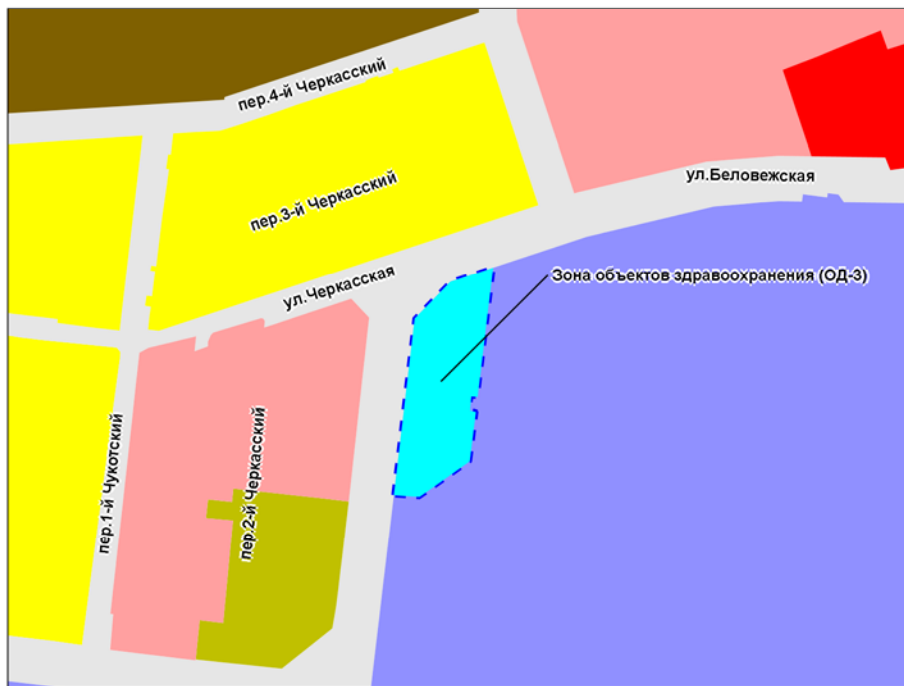 пер.4-й Черкасский
ул.Беловежская
пер.3-й Черкасский
Зона объектов здравоохранения (ОД-3)
ул.Черкасская
пер.1-й Чукотский
пер.2-й Черкасский